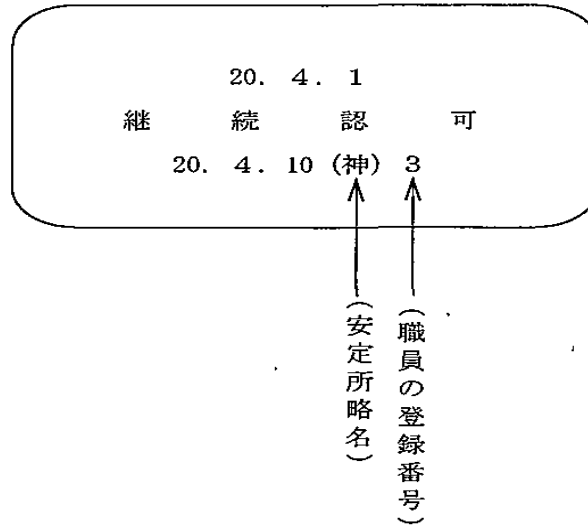 20. 4. 1
継続認可
20. 4. 10 (神) 3
(安定所略名)
(職員の登録番号)